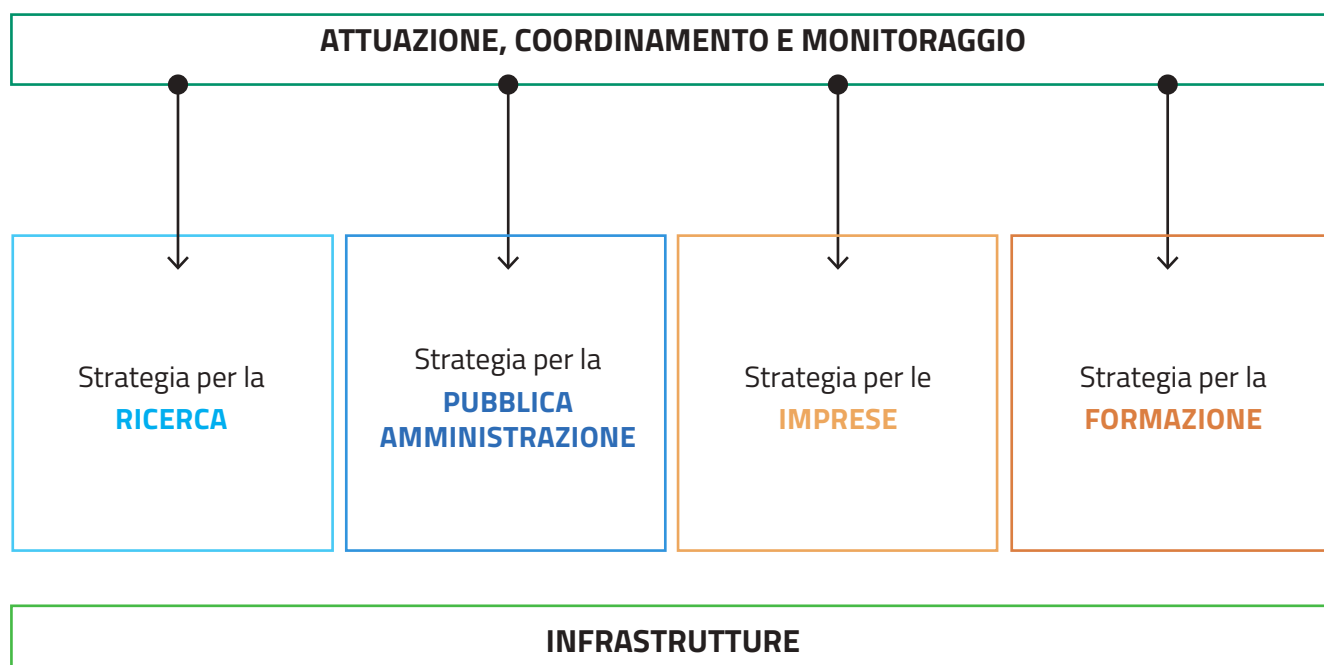 ATTUAZIONE, COORDINAMENTO E MONITORAGGIO
Strategia per la
RICERCA
Strategia per la
PUBBLICA
AMMINISTRAZIONE
Strategia per le
IMPRESE
Strategia per la
FORMAZIONE
INFRASTRUTTURE